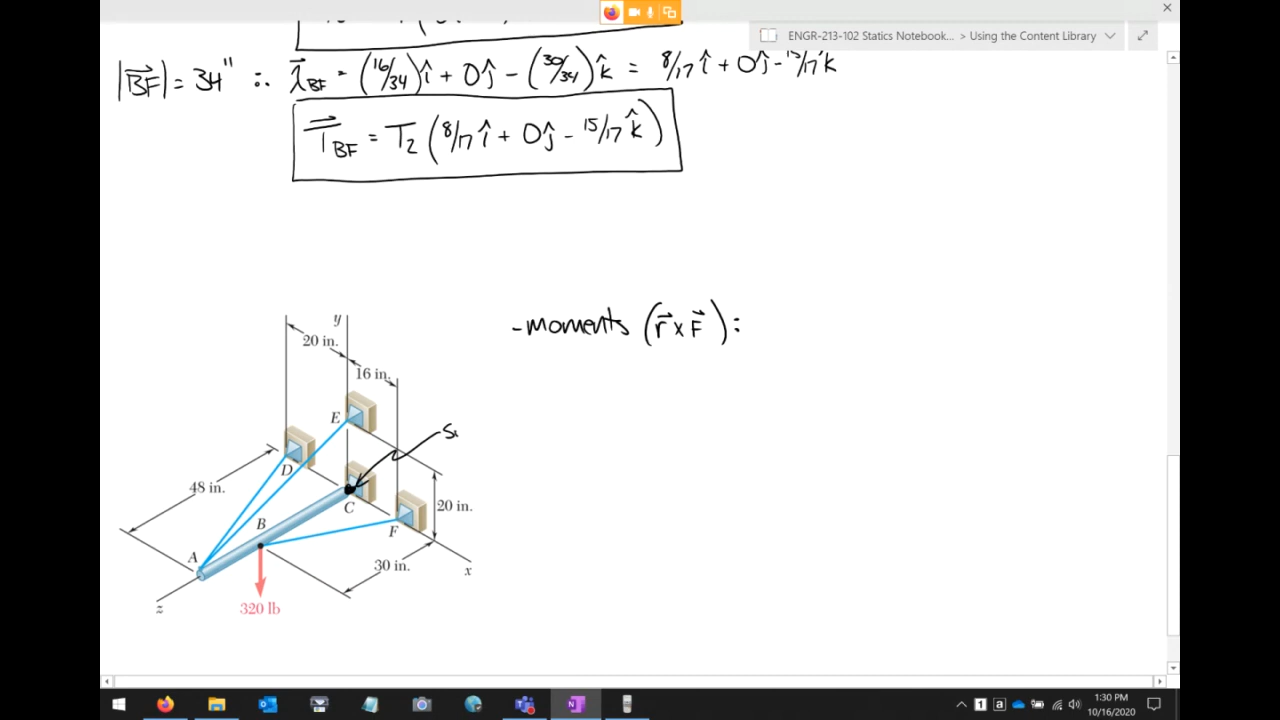 ENGR-213-102 Statics Notebook... > Using the Content Library
|BF| = 34" ∴ λ_BF = (16/34) î + 0ĵ - (30/34) k̂ = 8/17 î + 0ĵ - 15/17 k̂
T_BF = T₂ (8/17 î + 0ĵ - 15/17 k̂)
-moments (r⃗ x F⃗):
y
20 in.
16 in.
E
D
48 in.
C
20 in.
B
F
A
30 in.
x
z
320 lb
1:30 PM
10/16/2020